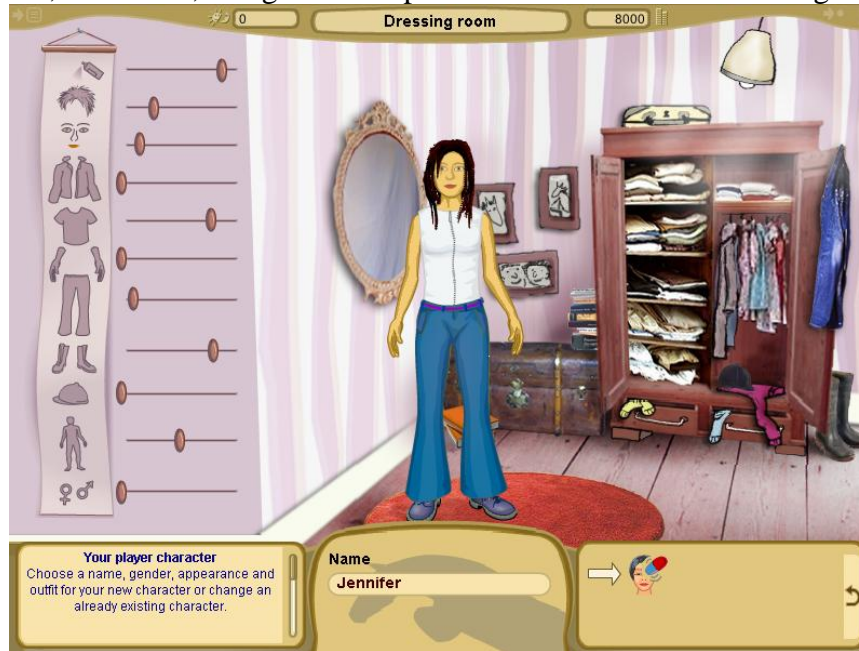 0
Dressing room
8000
Your player character
Choose a name, gender, appearance and
outfit for your new character or change an
already existing character.
Name
Jennifer